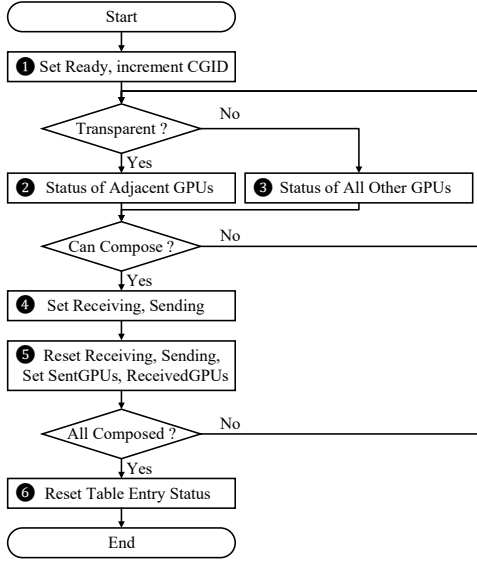 Start
❶ Set Ready, increment CGID
Transparent ?
No
Yes
❷ Status of Adjacent GPUs
❸ Status of All Other GPUs
Can Compose ?
No
Yes
❹ Set Receiving, Sending
❺ Reset Receiving, Sending,
Set SentGPUs, ReceivedGPUs
All Composed ?
No
Yes
❻ Reset Table Entry Status
End